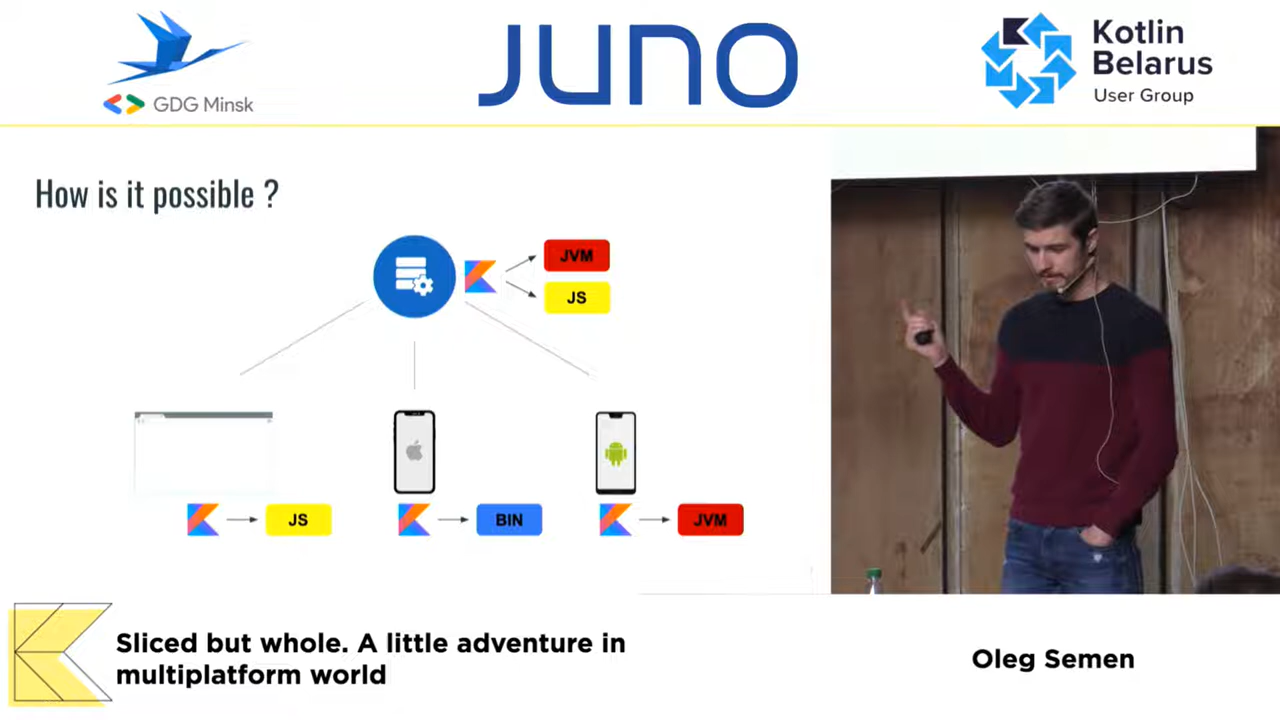 GDG Minsk
JUNO
Kotlin
Belarus
User Group
How is it possible ?
JVM
JS
JS
BIN
JVM
Sliced but whole. A little adventure in
multiplatform world
Oleg Semen